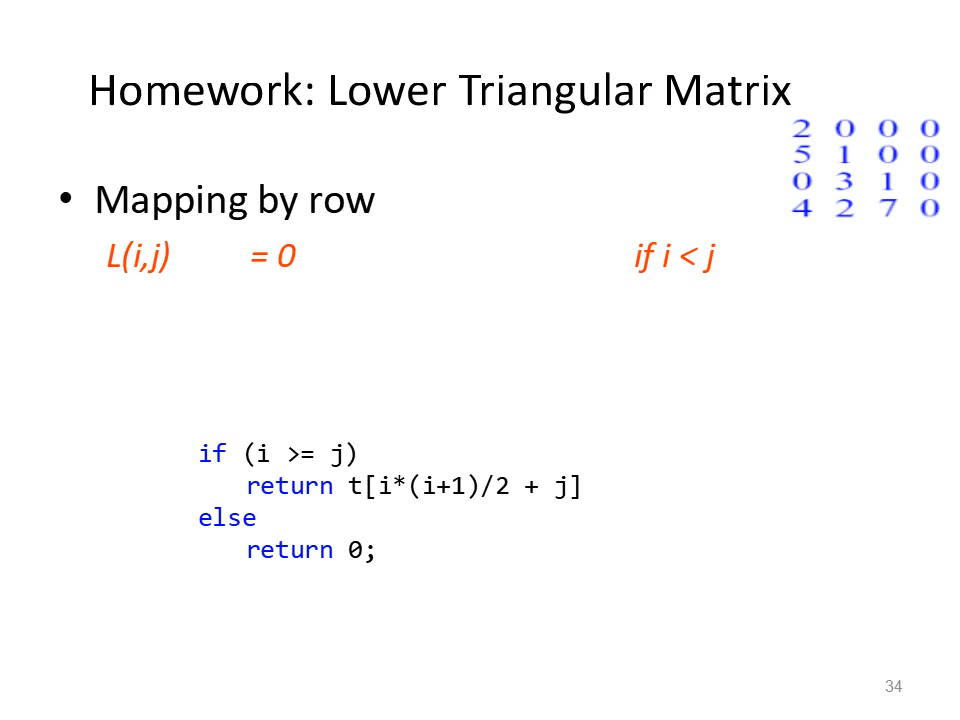 Homework: Lower Triangular Matrix
2 0 0 0
5 1 0 0
0 3 1 0
4 2 7 0
• Mapping by row
L(i,j) = 0 if i < j
if (i >= j)
return t[i*(i+1)/2 + j]
else
return 0;
34